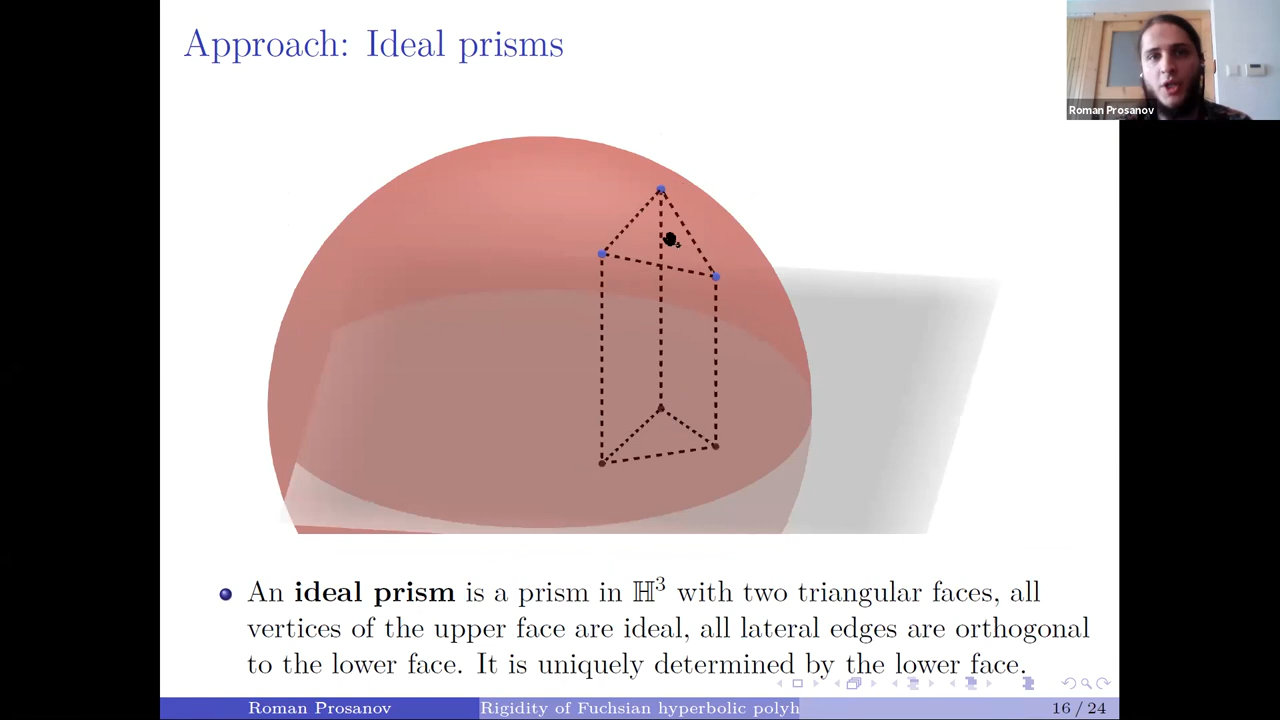 Approach: Ideal prisms
Roman Prosanov
An ideal prism is a prism in ℍ³ with two triangular faces, all
vertices of the upper face are ideal, all lateral edges are orthogonal
to the lower face. It is uniquely determined by the lower face.
Roman Prosanov
Rigidity of Fuchsian hyperbolic polyh
16 / 24